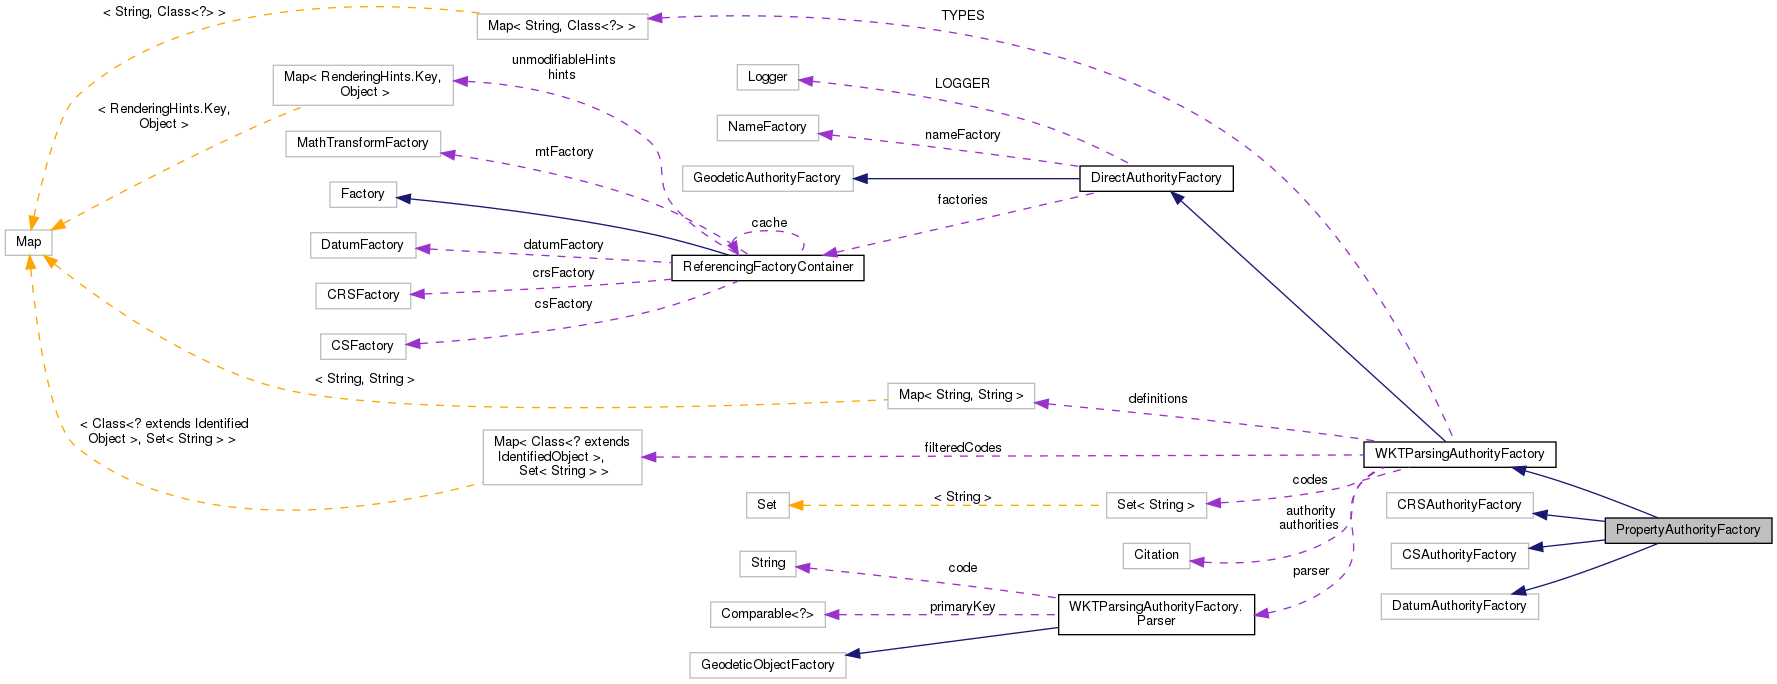 < String, Class<?> >
Map< String, Class<?> >
TYPES
unmodifiableHints
hints
Map< RenderingHints.Key,
Object >
Logger
LOGGER
< RenderingHints.Key,
Object >
MathTransformFactory
mtFactory
NameFactory
nameFactory
GeodeticAuthorityFactory
DirectAuthorityFactory
Factory
factories
cache
Map
DatumFactory
datumFactory
ReferencingFactoryContainer
crsFactory
CRSFactory
csFactory
CSFactory
< String, String >
Map< String, String >
definitions
< Class<? extends Identified
Object >, Set< String > >
Map< Class<? extends
IdentifiedObject >,
Set< String > >
filteredCodes
WKTParsingAuthorityFactory
codes
Set
< String >
Set< String >
CRSAuthorityFactory
authority
authorities
PropertyAuthorityFactory
Citation
CSAuthorityFactory
String
code
parser
Comparable<?>
primaryKey
WKTParsingAuthorityFactory.
Parser
DatumAuthorityFactory
GeodeticObjectFactory